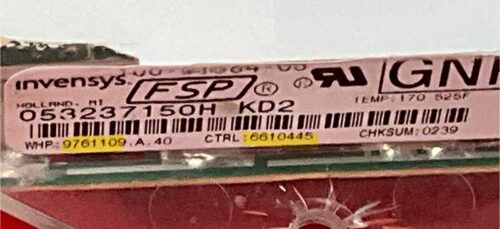 invensys FSP ® GN
HOLLAND, MI TEMP:170 525F
053237150H KD2
WHP:9761109.A.40 CTRL:6610445 CHKSUM:0239